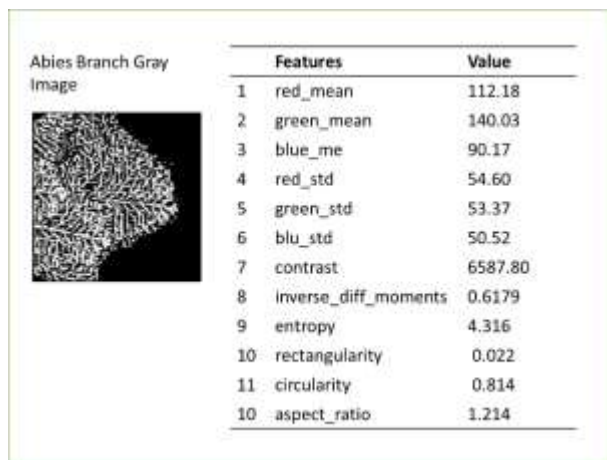 Abies Branch Gray
Image
Features Value
1 red_mean 112.18
2 green_mean 140.03
3 blue_me 90.17
4 red_std 54.60
5 green_std 53.37
6 blu_std 50.52
7 contrast 6587.80
8 inverse_diff_moments 0.6179
9 entropy 4.316
10 rectangularity 0.022
11 circularity 0.814
10 aspect_ratio 1.214